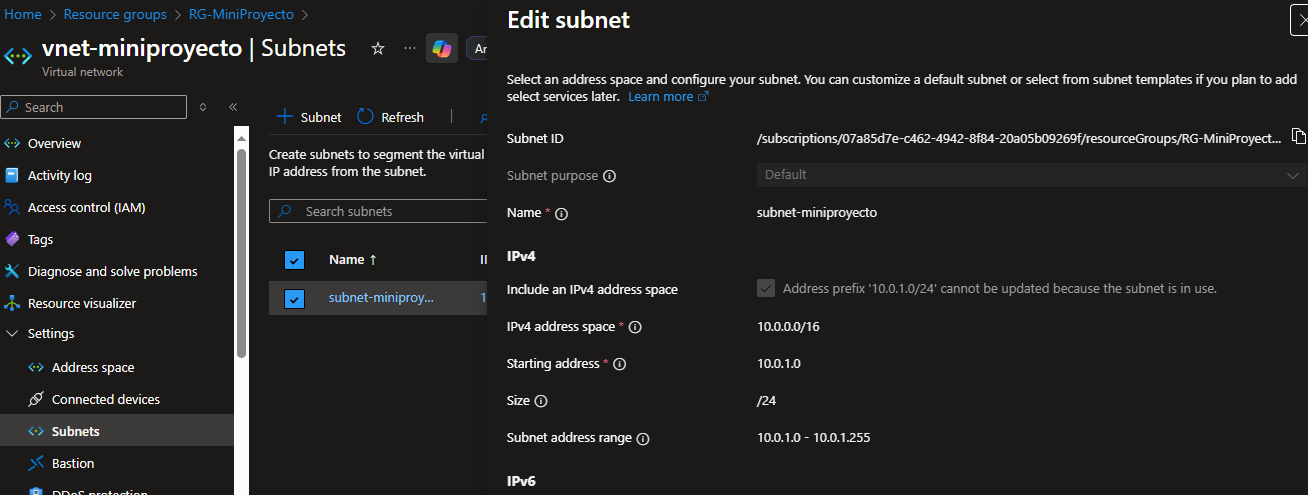 Home > Resource groups > RG-MiniProyecto >
vnet-miniproyecto | Subnets
Virtual network
Search
Overview
Activity log
Access control (IAM)
Tags
Diagnose and solve problems
Resource visualizer
Settings
Address space
Connected devices
Subnets
Bastion
DDoS protection
+ Subnet
Refresh
Create subnets to segment the virtual
IP address from the subnet.
Search subnets
Name ↑
subnet-miniproy...
Edit subnet
Select an address space and configure your subnet. You can customize a default subnet or select from subnet templates if you plan to add
select services later. Learn more
Subnet ID
/subscriptions/07a85d7e-c462-4942-8f84-20a05b09269f/resourceGroups/RG-MiniProyect...
Subnet purpose
Default
Name *
subnet-miniproyecto
IPv4
Include an IPv4 address space
Address prefix '10.0.1.0/24' cannot be updated because the subnet is in use.
IPv4 address space *
10.0.0.0/16
Starting address *
10.0.1.0
Size
/24
Subnet address range
10.0.1.0 - 10.0.1.255
IPv6